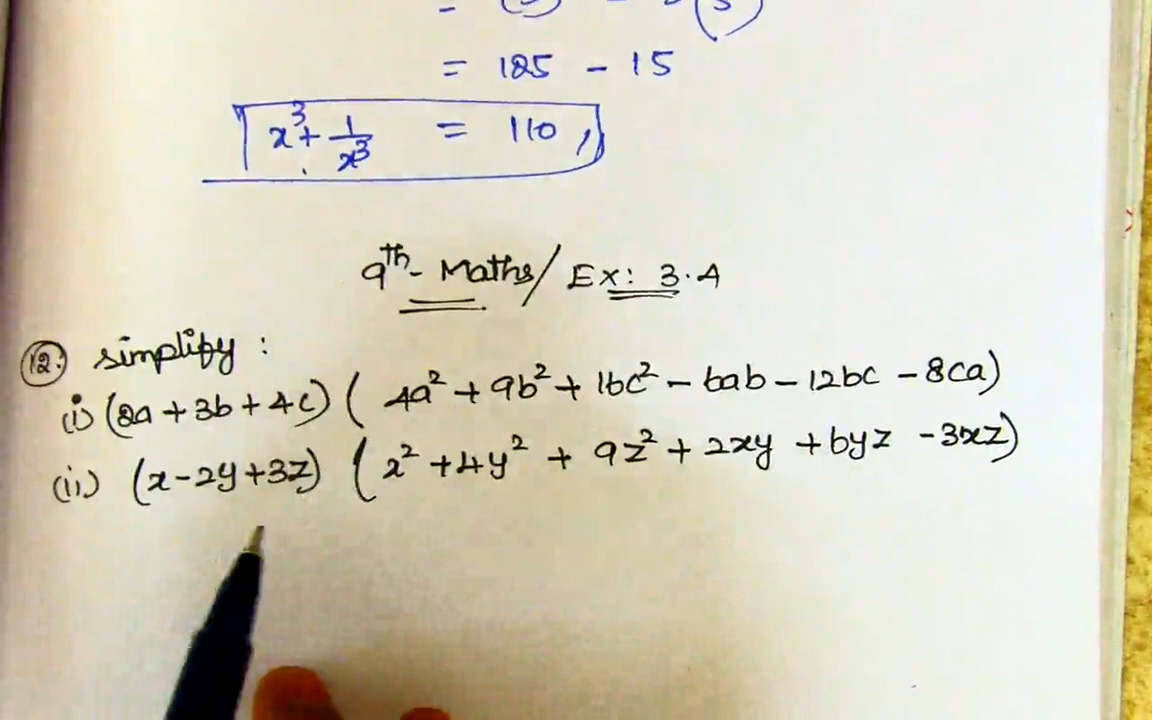 = 125 - 15
x³ + 1/x³ = 110,
9th - Maths / Ex: 3.4
12. simplify :
(i) (2a + 3b + 4c) ( 4a² + 9b² + 16c² - 6ab - 12bc - 8ca)
(ii) (x - 2y + 3z) ( x² + 4y² + 9z² + 2xy + 6yz - 3xz)